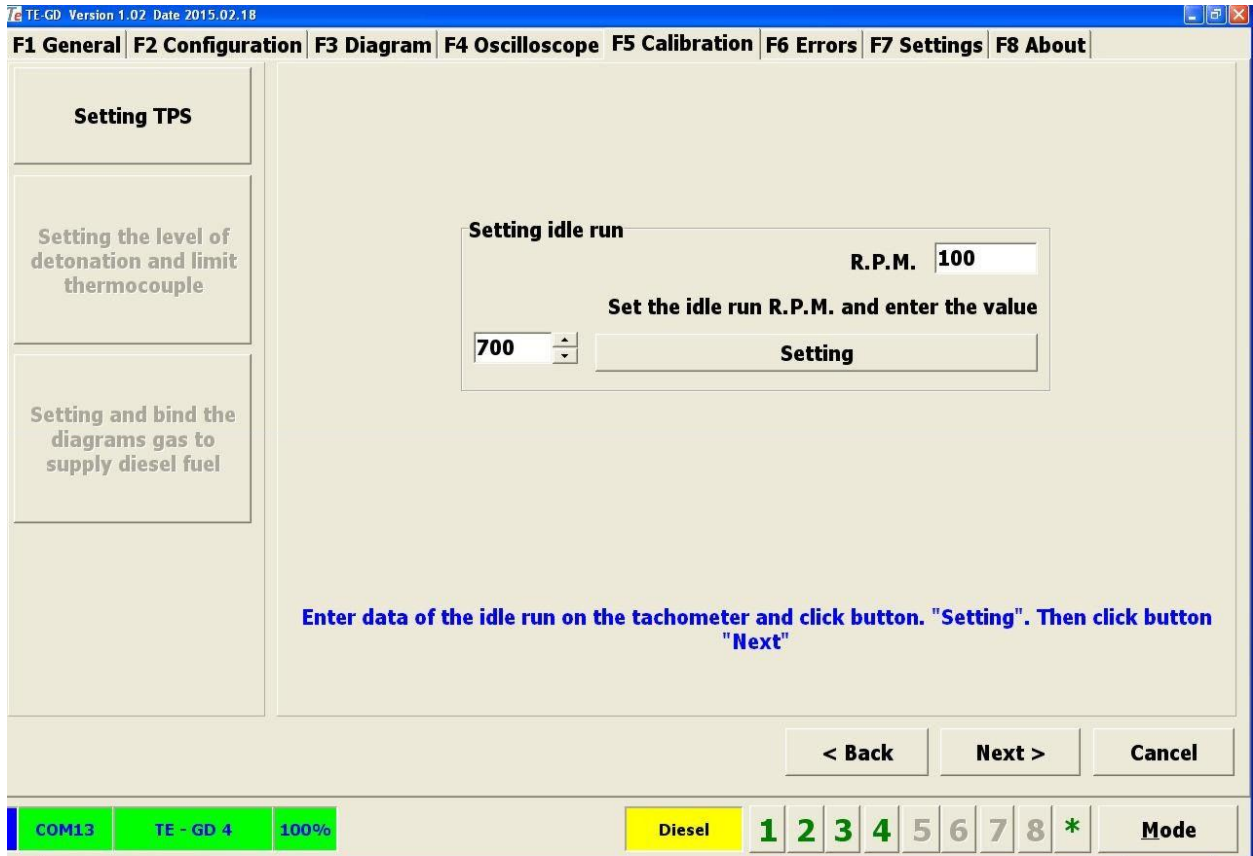 Te TE-GD Version 1.02 Date 2015.02.18
F1 General F2 Configuration F3 Diagram F4 Oscilloscope F5 Calibration F6 Errors F7 Settings F8 About
Setting TPS
Setting the level of
detonation and limit
thermocouple
Setting and bind the
diagrams gas to
supply diesel fuel
Setting idle run
R.P.M. 100
Set the idle run R.P.M. and enter the value
700 Setting
Enter data of the idle run on the tachometer and click button. "Setting". Then click button
"Next"
< Back Next > Cancel
COM13 TE - GD 4 100% Diesel 1 2 3 4 5 6 7 8 * Mode